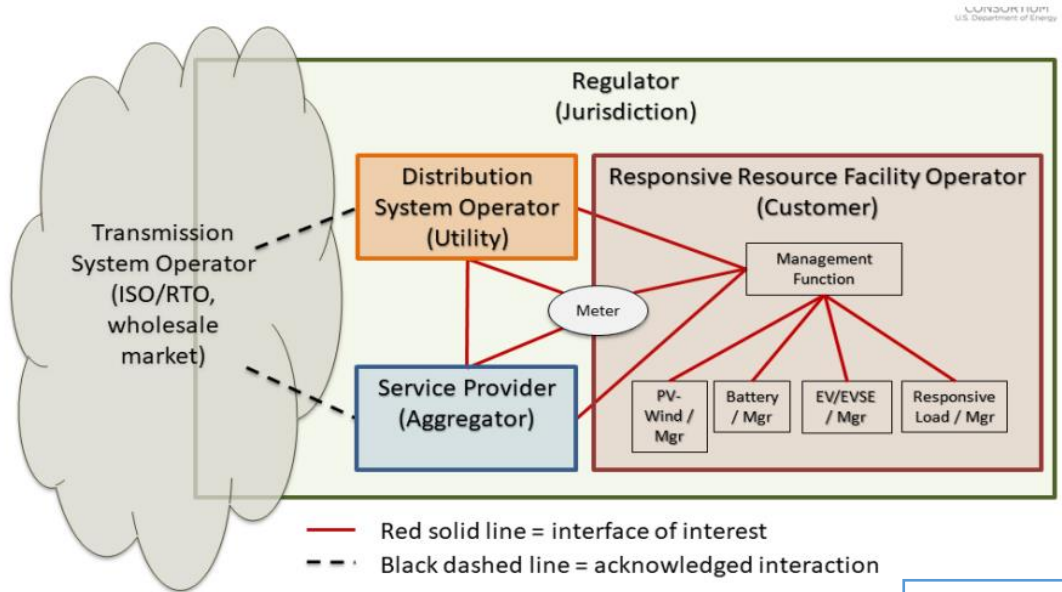 CONSORTIUM
U.S. Department of Energy
Regulator
(Jurisdiction)
Distribution
System Operator
(Utility)
Responsive Resource Facility Operator
(Customer)
Transmission
System Operator
(ISO/RTO,
wholesale
market)
Management
Function
Meter
Service Provider
(Aggregator)
PV-
Wind /
Mgr
Battery
/ Mgr
EV/EVSE
/ Mgr
Responsive
Load / Mgr
Red solid line = interface of interest
Black dashed line = acknowledged interaction